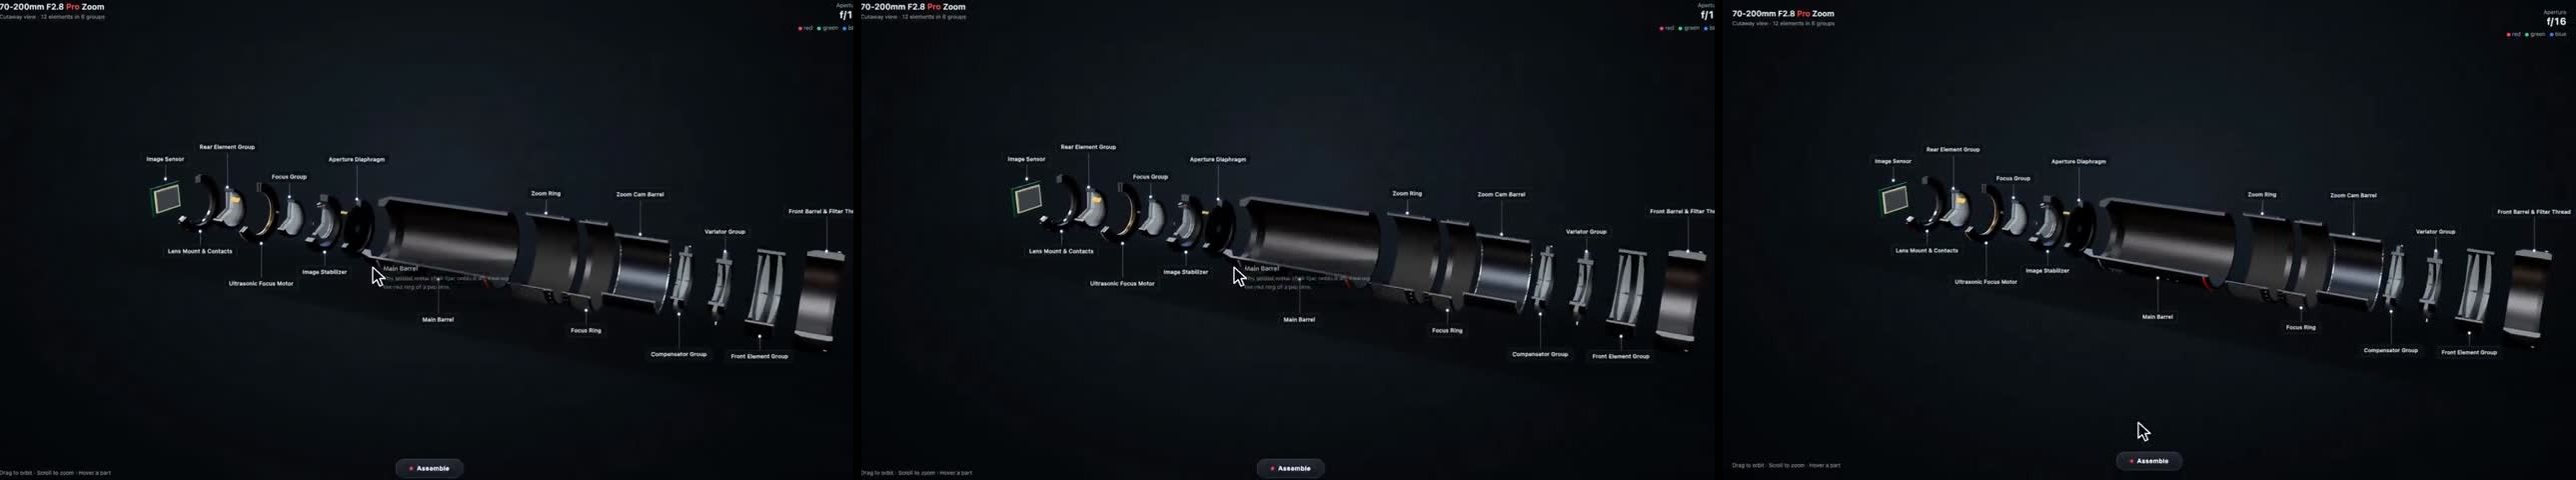 70-200mm F2.8 Pro Zoom
Cutaway view · 12 elements in 6 groups
f/1
red green
Rear Element Group
Image Sensor
Aperture Diaphragm
Focus Group
Zoom Ring
Zoom Cam Barrel
Front Barrel & Filter
Variator Group
Lens Mount & Contacts
Main Barrel
Image Stabilizer
Ultrasonic Focus Motor
Main Barrel
Focus Ring
Compensator Group
Front Element Group
Assemble
Drag to orbit · Scroll to zoom · Hover a part
70-200mm F2.8 Pro Zoom
Cutaway view · 12 elements in 6 groups
f/1
red green
Rear Element Group
Image Sensor
Aperture Diaphragm
Focus Group
Zoom Ring
Zoom Cam Barrel
Front Barrel & Filter
Variator Group
Lens Mount & Contacts
Main Barrel
Image Stabilizer
Ultrasonic Focus Motor
Main Barrel
Focus Ring
Compensator Group
Front Element Group
Assemble
Drag to orbit · Scroll to zoom · Hover a part
70-200mm F2.8 Pro Zoom
Cutaway view · 12 elements in 6 groups
Aperture
f/16
red green blue
Rear Element Group
Image Sensor
Aperture Diaphragm
Focus Group
Zoom Ring
Zoom Cam Barrel
Front Barrel & Filter Thread
Variator Group
Lens Mount & Contacts
Image Stabilizer
Ultrasonic Focus Motor
Main Barrel
Focus Ring
Compensator Group
Front Element Group
Assemble
Drag to orbit · Scroll to zoom · Hover a part